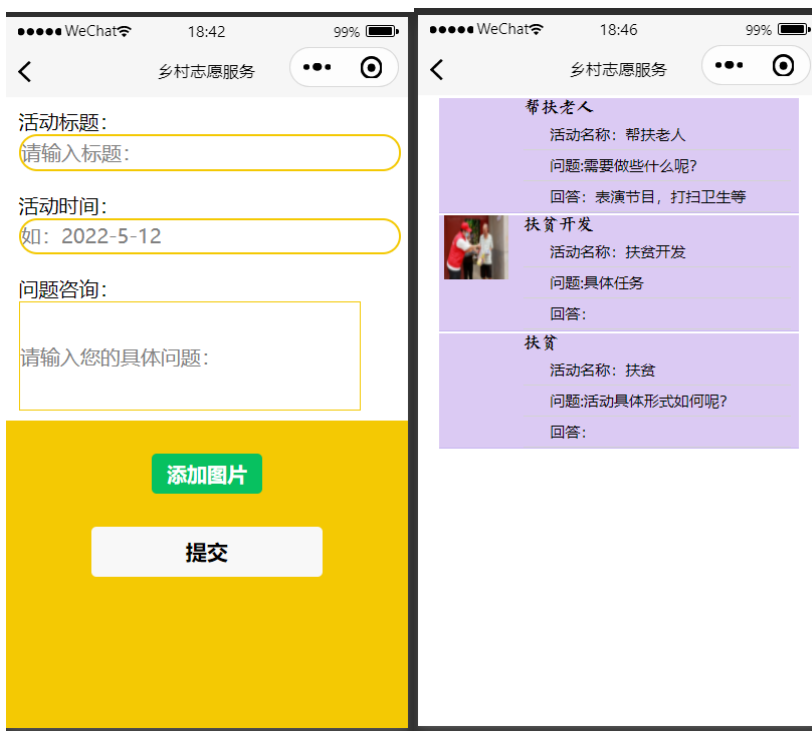 WeChat 18:42 99%
乡村志愿服务
活动标题：
请输入标题：
活动时间：
如：2022-5-12
问题咨询：
请输入您的具体问题：
添加图片
提交
WeChat 18:46 99%
乡村志愿服务
帮扶老人
活动名称：帮扶老人
问题:需要做些什么呢?
回答：表演节目，打扫卫生等
扶贫开发
活动名称：扶贫开发
问题:具体任务
回答：
扶贫
活动名称：扶贫
问题:活动具体形式如何呢?
回答：